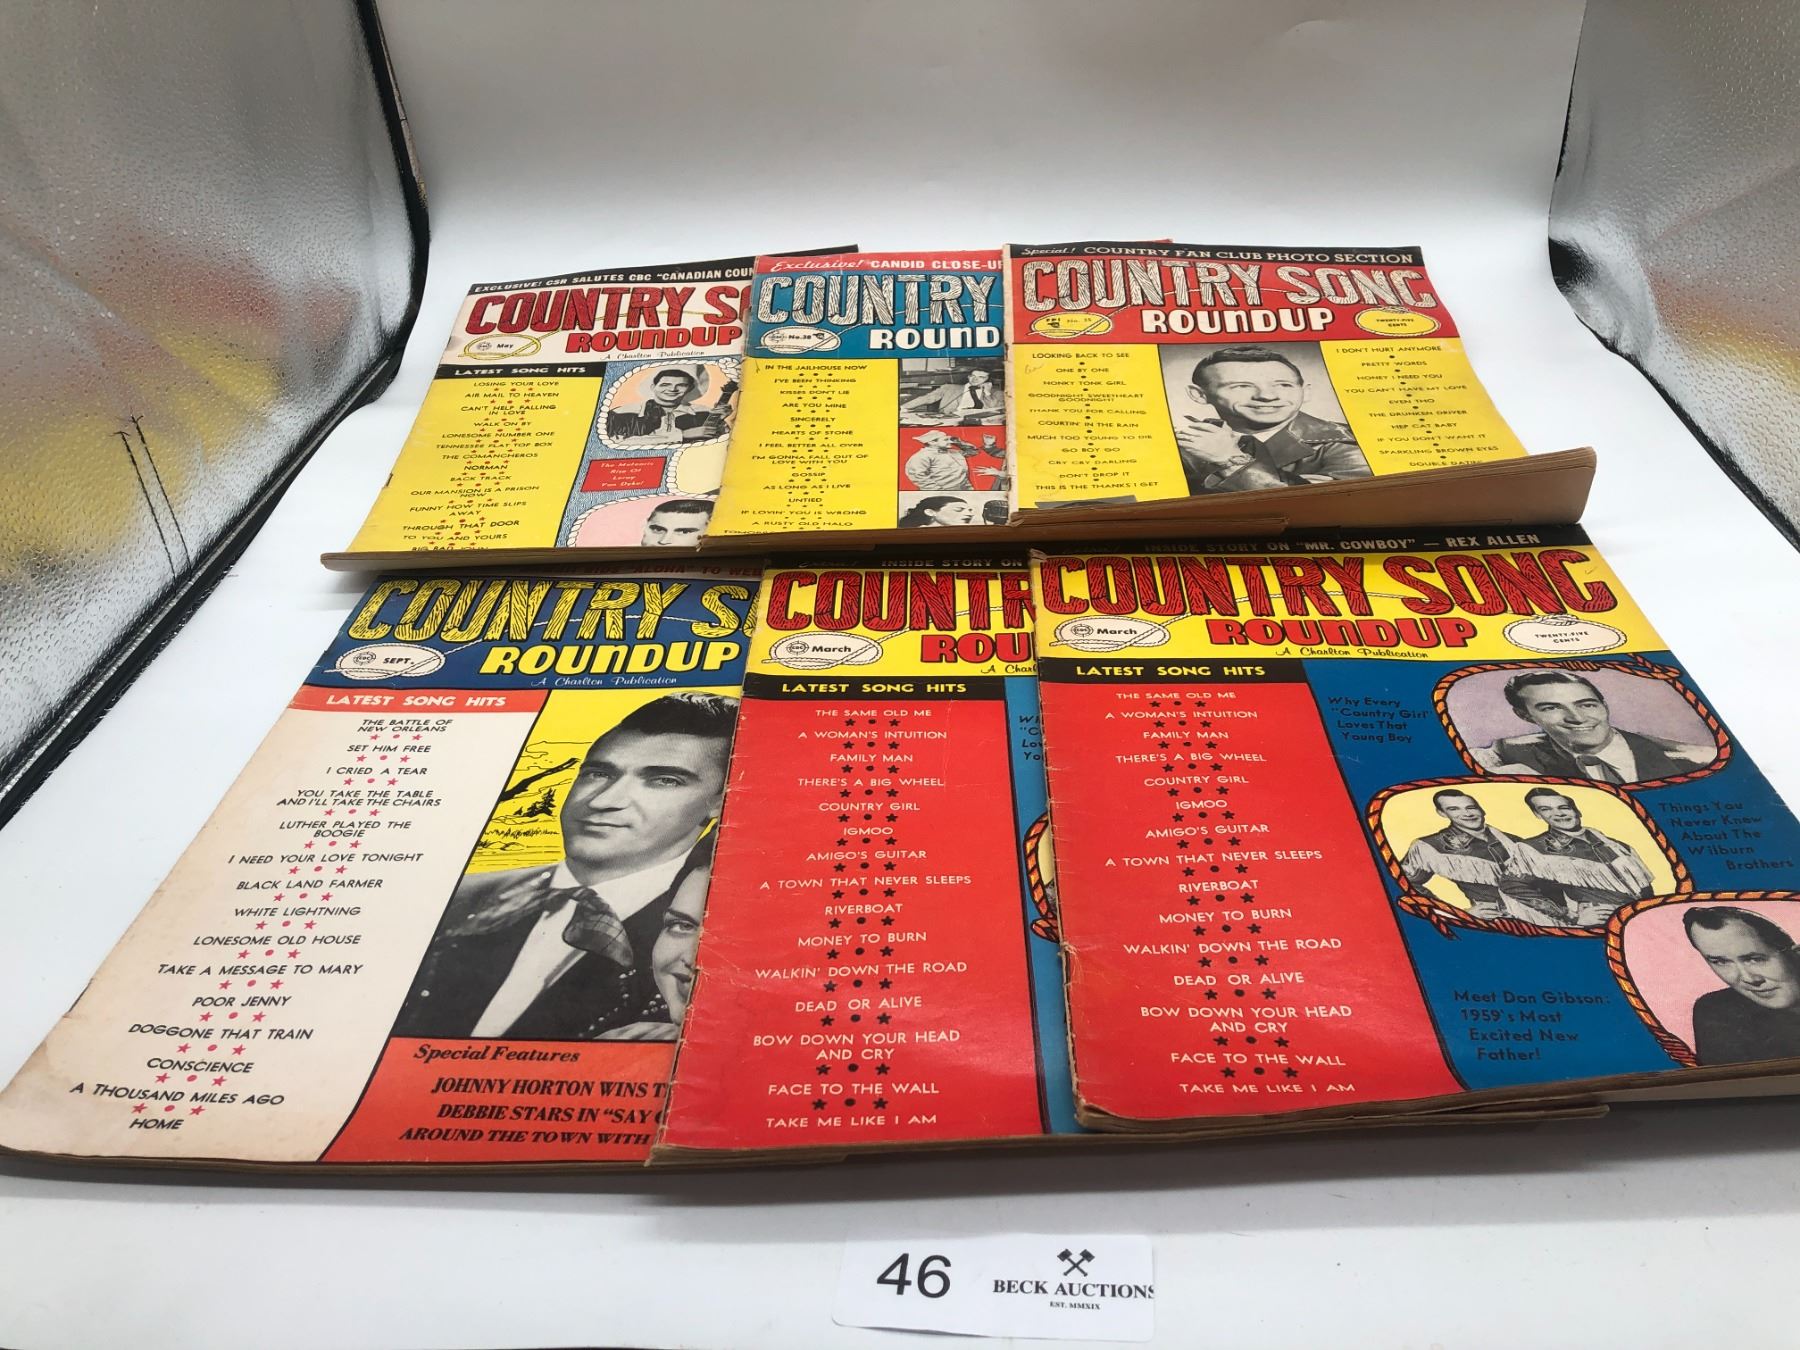 EXCLUSIVE! CSR SALUTES CBC "CANADIAN COUN
COUNTRY S
ROUNDUP
May
A Charlton Publication
LATEST SONG HITS
LOSING YOUR LOVE
AIR MAIL TO HEAVEN
CAN'T HELP FALLING
IN LOVE
WALK ON BY
LONESOME NUMBER ONE
TENNESSEE FLAT TOP BOX
THE COMANCHEROS
NORMAN
BACK TRACK
OUR MANSION IS A PRISON
NOW
FUNNY HOW TIME SLIPS
AWAY
THROUGH THAT DOOR
TO YOU AND YOURS
BIG BAD JOHN
The Meteoric
Rise Of
Leroy
Van Dyke!
Exclusive! CANDID CLOSE-UP
COUNTRY
ROUND
No. 38
IN THE JAILHOUSE NOW
I'VE BEEN THINKING
KISSES DON'T LIE
ARE YOU MINE
SINCERELY
HEARTS OF STONE
I FEEL BETTER ALL OVER
I'M GONNA FALL OUT OF
LOVE WITH YOU
GOSSIP
AS LONG AS I LIVE
UNTIED
IF LOVIN' YOU IS WRONG
A RUSTY OLD HALO
Special! COUNTRY FAN CLUB PHOTO SECTION
COUNTRY SONG
ROUNDUP
No. 35
TWENTY-FIVE
CENTS
LOOKING BACK TO SEE
ONE BY ONE
HONKY TONK GIRL
GOODNIGHT SWEETHEART
GOODNIGHT
THANK YOU FOR CALLING
COURTIN' IN THE RAIN
MUCH TOO YOUNG TO DIE
GO BOY GO
CRY CRY DARLING
DON'T DROP IT
THIS IS THE THANKS I GET
I DON'T HURT ANYMORE
PRETTY WORDS
HONEY I NEED YOU
YOU CAN'T HAVE MY LOVE
EVEN THO
THE DRUNKEN DRIVER
HEP CAT BABY
IF YOU DON'T WANT IT
SPARKLING BROWN EYES
DOUBLE DATIN
"ALOHA" TO WEB
COUNTRY S
ROUNDUP
SEPT.
A Charlton Publication
LATEST SONG HITS
THE BATTLE OF
NEW ORLEANS
SET HIM FREE
I CRIED A TEAR
YOU TAKE THE TABLE
AND I'LL TAKE THE CHAIRS
LUTHER PLAYED THE
BOOGIE
I NEED YOUR LOVE TONIGHT
BLACK LAND FARMER
WHITE LIGHTNING
LONESOME OLD HOUSE
TAKE A MESSAGE TO MARY
POOR JENNY
DOGGONE THAT TRAIN
CONSCIENCE
A THOUSAND MILES AGO
HOME
Special Features
JOHNNY HORTON WINS T
DEBBIE STARS IN "SAY
AROUND THE TOWN WITH
Extra! INSIDE STORY ON
COUNTR
ROU
March
A Charl
LATEST SONG HITS
THE SAME OLD ME
A WOMAN'S INTUITION
FAMILY MAN
THERE'S A BIG WHEEL
COUNTRY GIRL
IGMOO
AMIGO'S GUITAR
A TOWN THAT NEVER SLEEPS
RIVERBOAT
MONEY TO BURN
WALKIN' DOWN THE ROAD
DEAD OR ALIVE
BOW DOWN YOUR HEAD
AND CRY
FACE TO THE WALL
TAKE ME LIKE I AM
Extra! INSIDE STORY ON "MR. COWBOY" — REX ALLEN
COUNTRY SONG
ROUNDUP
March
TWENTY-FIVE
CENTS
A Charlton Publication
LATEST SONG HITS
THE SAME OLD ME
A WOMAN'S INTUITION
FAMILY MAN
THERE'S A BIG WHEEL
COUNTRY GIRL
IGMOO
AMIGO'S GUITAR
A TOWN THAT NEVER SLEEPS
RIVERBOAT
MONEY TO BURN
WALKIN' DOWN THE ROAD
DEAD OR ALIVE
BOW DOWN YOUR HEAD
AND CRY
FACE TO THE WALL
TAKE ME LIKE I AM
Why Every
"Country Girl"
Loves That
Young Boy
Things You
Never Knew
About The
Wilburn
Brothers
Meet Don Gibson:
1959's Most
Excited New
Father!
46
BECK AUCTIONS
EST. MMXIX